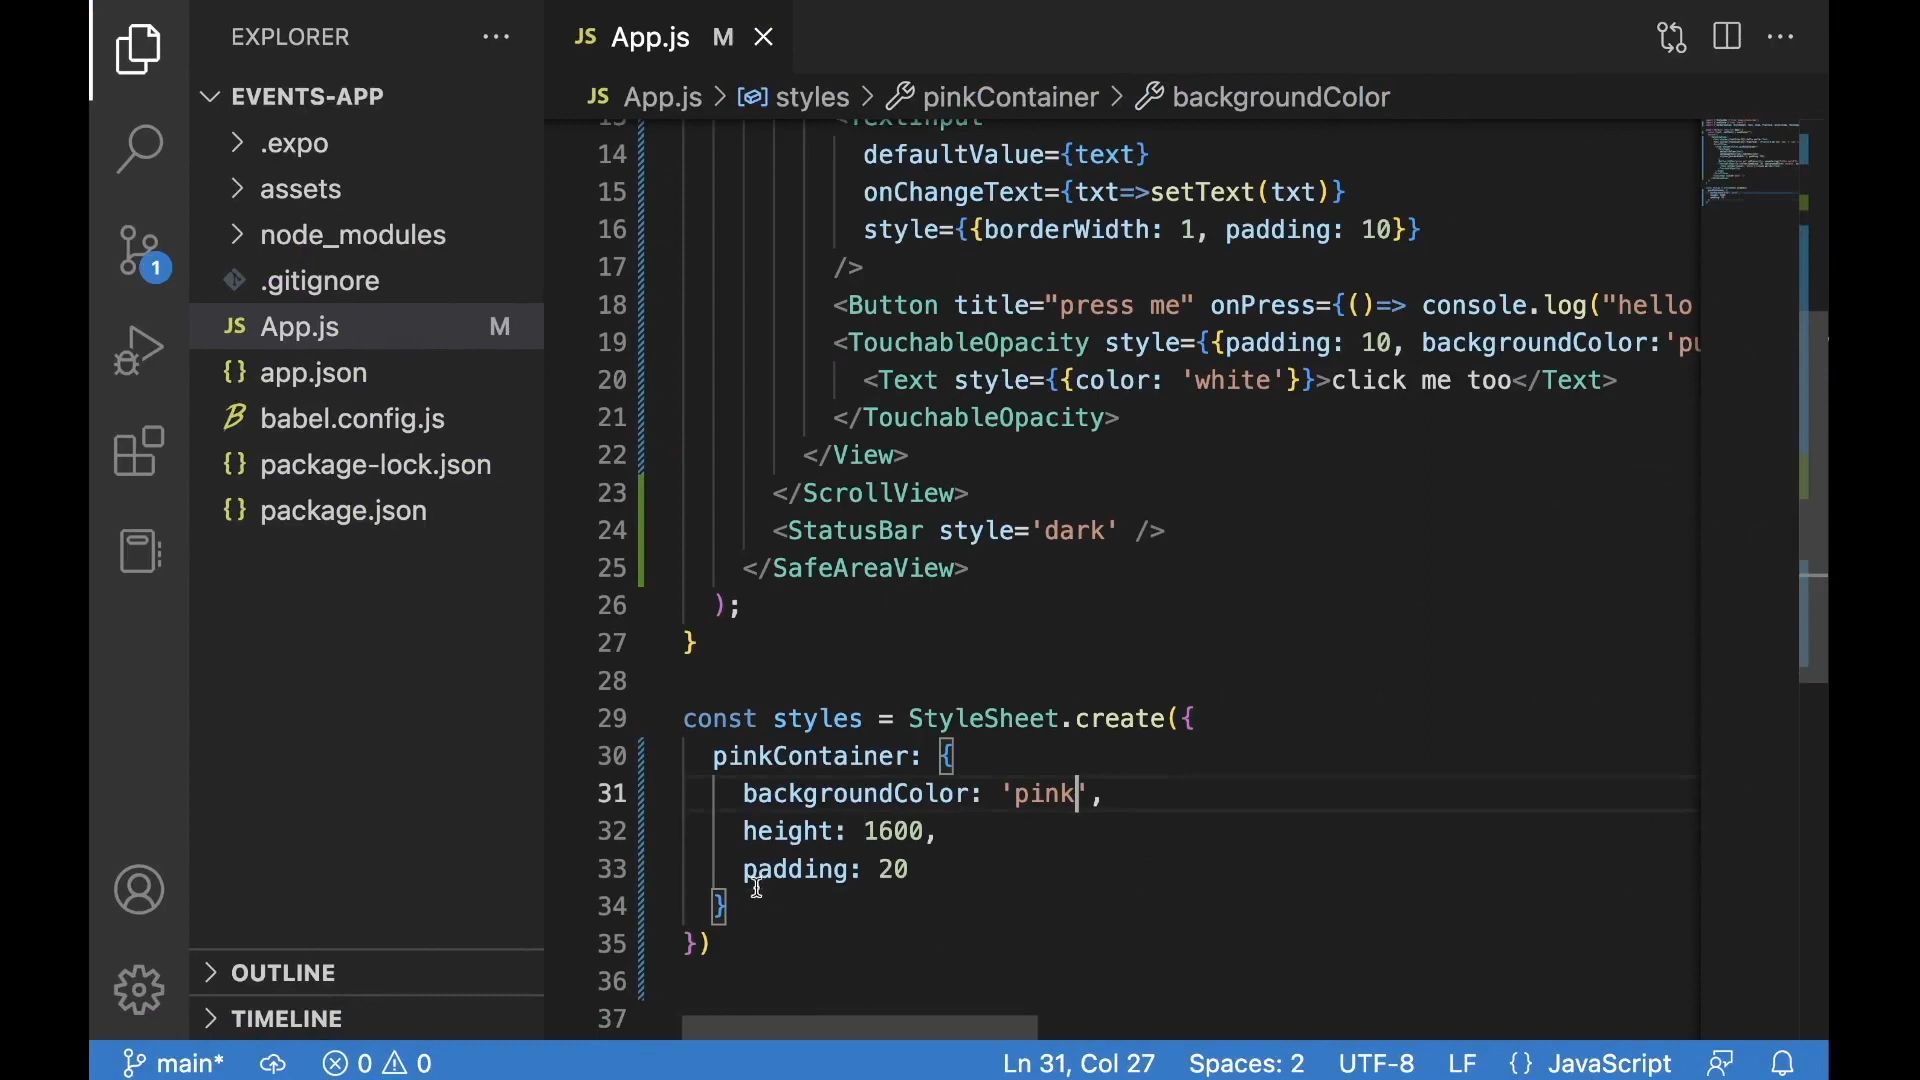 EXPLORER
EVENTS-APP
.expo
assets
node_modules
.gitignore
JS App.js M
{} app.json
babel.config.js
{} package-lock.json
{} package.json
OUTLINE
TIMELINE
1
JS App.js M
JS App.js > styles > pinkContainer > backgroundColor
13 <TextInput
14 defaultValue={text}
15 onChangeText={txt=>setText(txt)}
16 style={{borderWidth: 1, padding: 10}}
17 />
18 <Button title="press me" onPress={()=> console.log("hello
19 <TouchableOpacity style={{padding: 10, backgroundColor:'pu
20 <Text style={{color: 'white'}}>click me too</Text>
21 </TouchableOpacity>
22 </View>
23 </ScrollView>
24 <StatusBar style='dark' />
25 </SafeAreaView>
26 );
27 }
28
29 const styles = StyleSheet.create({
30 pinkContainer: {
31 backgroundColor: 'pink',
32 height: 1600,
33 padding: 20
34 }
35 })
36
37
main* 0 0 Ln 31, Col 27 Spaces: 2 UTF-8 LF {} JavaScript